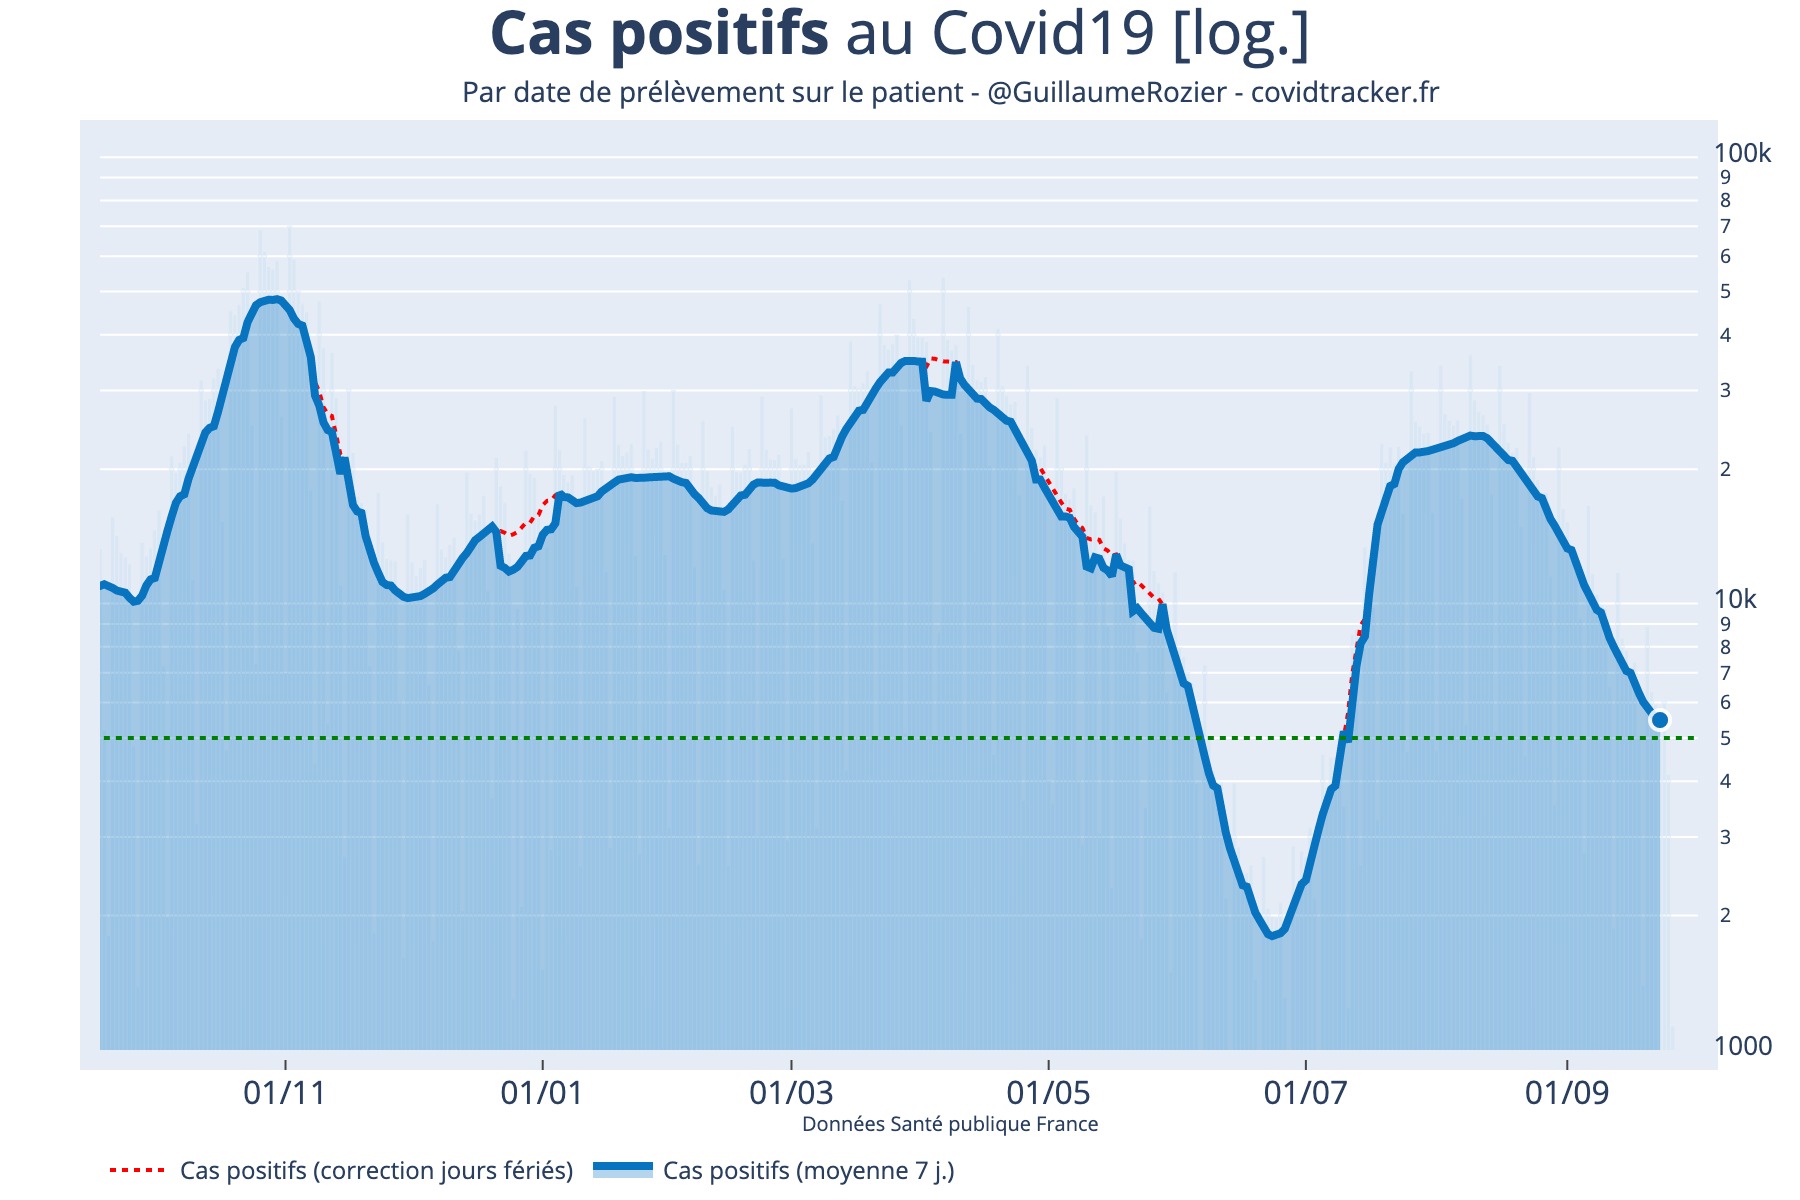 Cas positifs au Covid19 [log.]
Par date de prélèvement sur le patient - @GuillaumeRozier - covidtracker.fr
100k
9
8
7
6
5
4
3
2
10k
9
8
7
6
5
4
3
2
1000
01/11 01/01 01/03 01/05 01/07 01/09
Données Santé publique France
Cas positifs (correction jours fériés) Cas positifs (moyenne 7 j.)